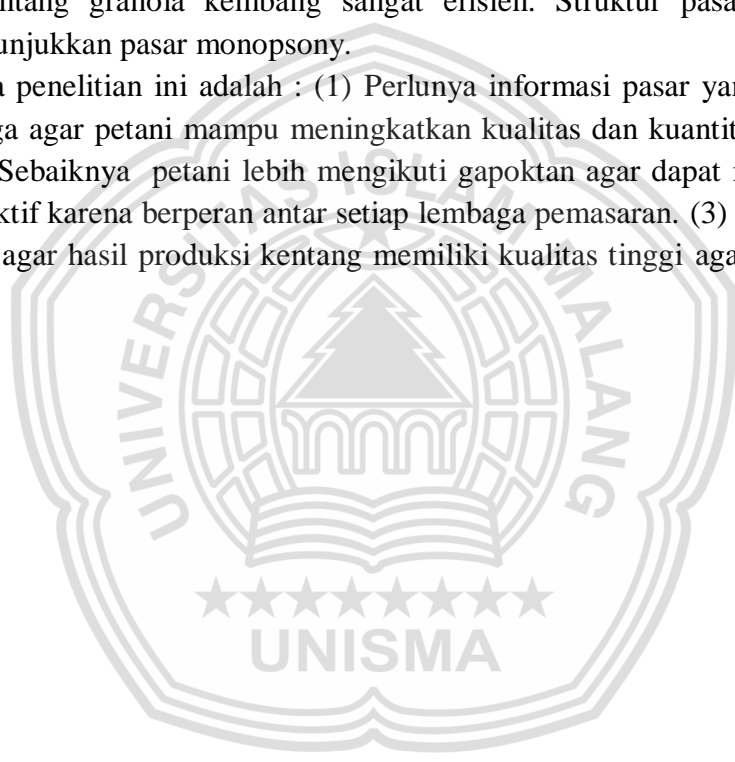 ntang granola kembang sangat efisien. Struktur pasa
unjukkan pasar monopsony.
a penelitian ini adalah : (1) Perlunya informasi pasar yan
ga agar petani mampu meningkatkan kualitas dan kuantit
Sebaiknya petani lebih mengikuti gapoktan agar dapat
ktif karena berperan antar setiap lembaga pemasaran. (3)
agar hasil produksi kentang memiliki kualitas tinggi aga
UNIVERSITAS ISLAM MALANG
UNISMA